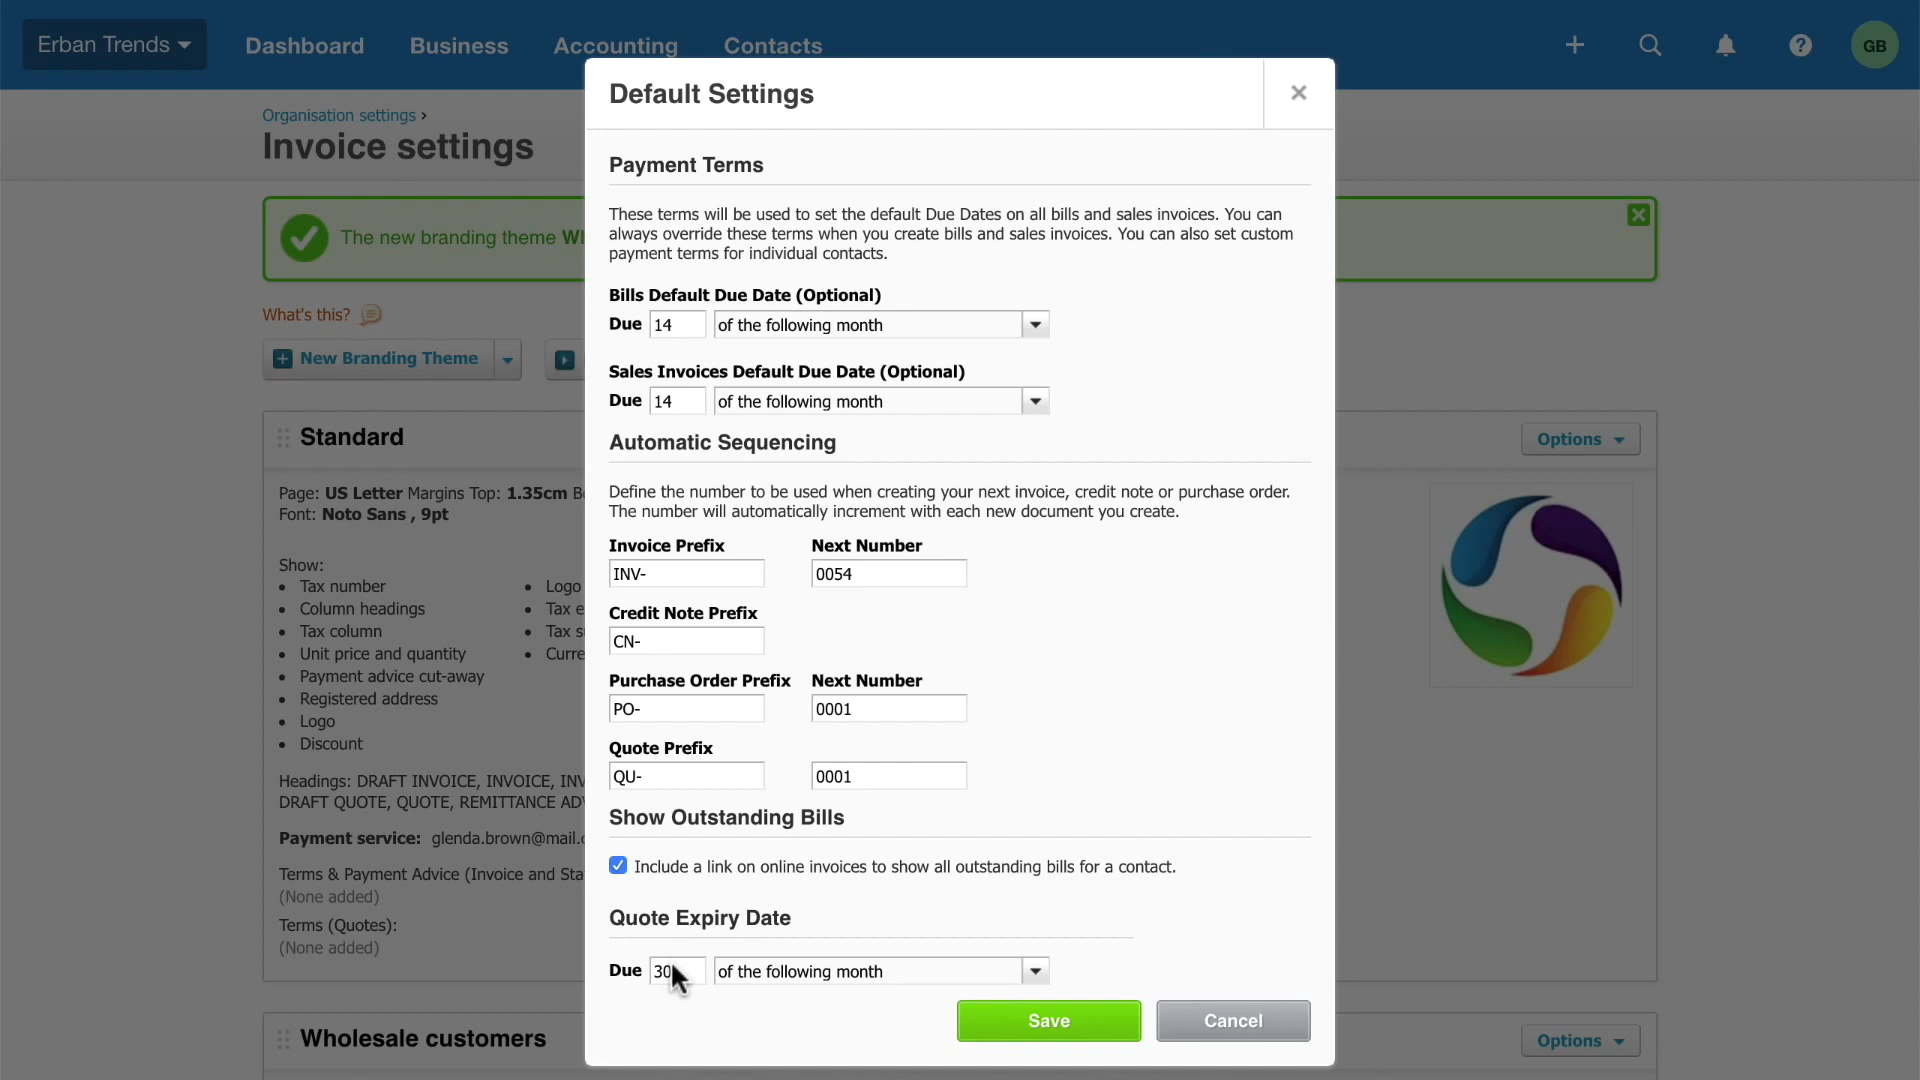 Erban Trends
Dashboard
Business
Accounting
Contacts
?
GB
Organisation settings ›
Invoice settings
The new branding theme
What's this?
New Branding Theme
Standard
Options
Page: US Letter Margins Top: 1.35cm
Font: Noto Sans , 9pt
Show:
• Tax number
• Column headings
• Tax column
• Unit price and quantity
• Payment advice cut-away
• Registered address
• Logo
• Discount
• Logo
• Tax
• Tax
Headings: DRAFT INVOICE, INVOICE,
DRAFT QUOTE, QUOTE, REMITTANCE
Payment service: glenda.brown@mail.
Terms & Payment Advice (Invoice and
(None added)
Terms (Quotes):
(None added)
Wholesale customers
Options
Default Settings
×
Payment Terms
These terms will be used to set the default Due Dates on all bills and sales invoices. You can
always override these terms when you create bills and sales invoices. You can also set custom
payment terms for individual contacts.
Bills Default Due Date (Optional)
Due 14 of the following month
Sales Invoices Default Due Date (Optional)
Due 14 of the following month
Automatic Sequencing
Define the number to be used when creating your next invoice, credit note or purchase order.
The number will automatically increment with each new document you create.
Invoice Prefix Next Number
INV- 0054
Credit Note Prefix
CN-
Purchase Order Prefix Next Number
PO- 0001
Quote Prefix
QU- 0001
Show Outstanding Bills
Include a link on online invoices to show all outstanding bills for a contact.
Quote Expiry Date
Due 30 of the following month
Save
Cancel